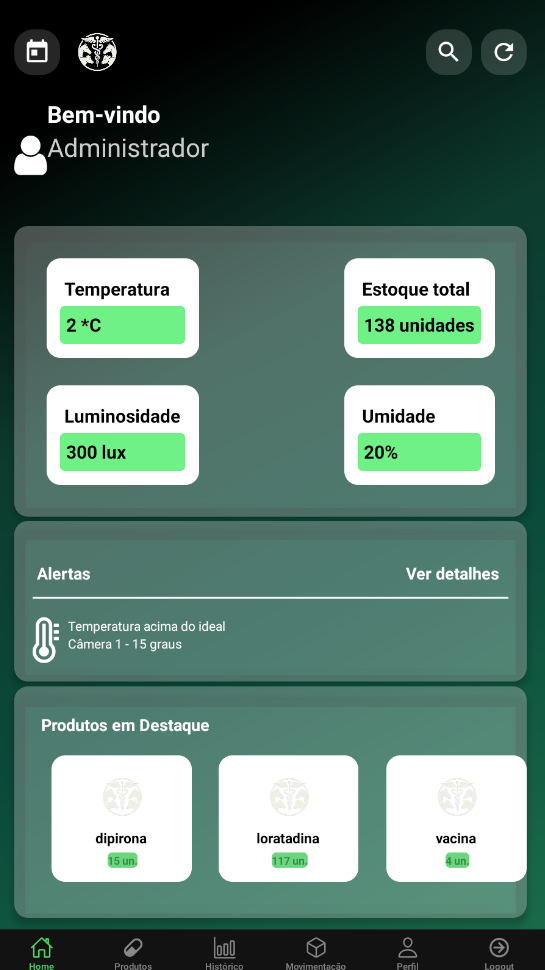 Bem-vindo
Administrador
Temperatura
2 *C
Estoque total
138 unidades
Luminosidade
300 lux
Umidade
20%
Alertas
Ver detalhes
Temperatura acima do ideal
Câmera 1 - 15 graus
Produtos em Destaque
dipirona
15 un.
loratadina
117 un.
vacina
4 un.
Home
Produtos
Histórico
Movimentação
Perfil
Logout